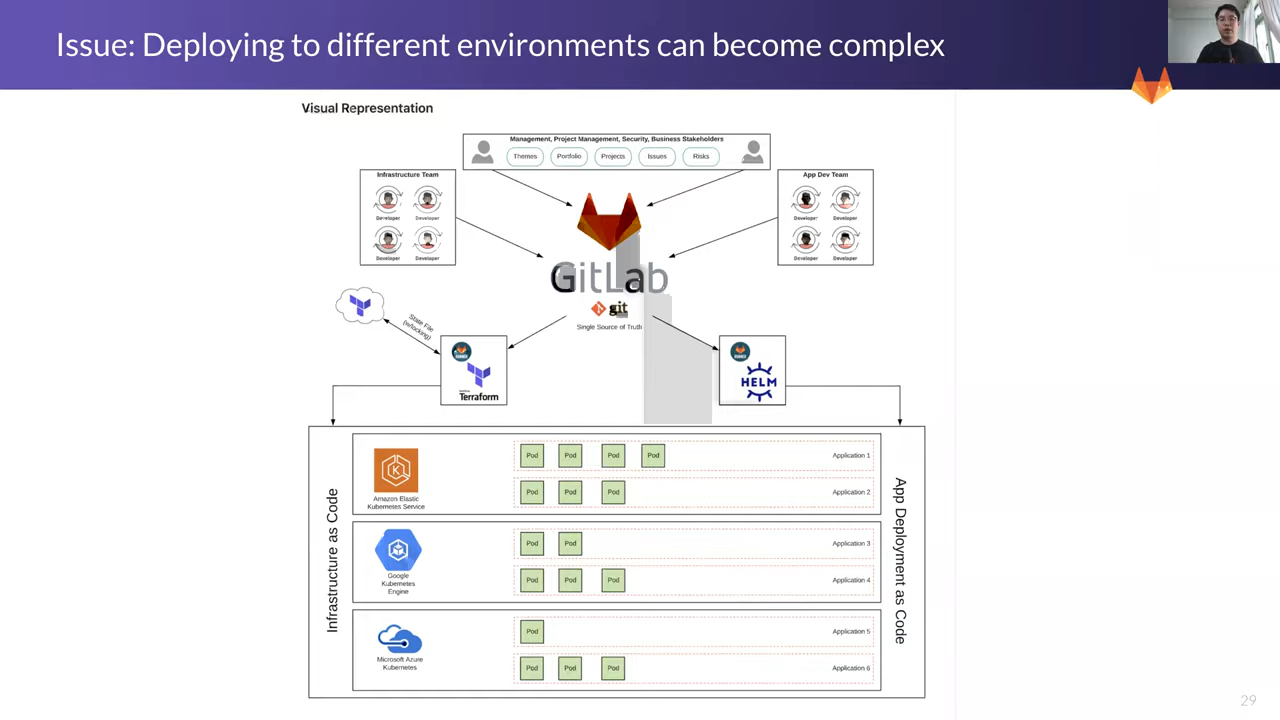 Issue: Deploying to different environments can become complex
Visual Representation
Management, Project Management, Security, Business Stakeholders
Themes
Portfolio
Projects
Issues
Risks
Infrastructure Team
Developer
Developer
Developer
Developer
App Dev Team
Developer
Developer
Developer
Developer
GitLab
git
Single Source of Truth
State File
(w/locking)
RUNNER
Terraform
RUNNER
HELM
Infrastructure as Code
Amazon Elastic
Kubernetes Service
Pod Pod Pod Pod Application 1
Pod Pod Pod Application 2
Google
Kubernetes
Engine
Pod Pod Application 3
Pod Pod Pod Application 4
Microsoft Azure
Kubernetes
Pod Application 5
Pod Pod Pod Application 6
App Deployment as Code
29